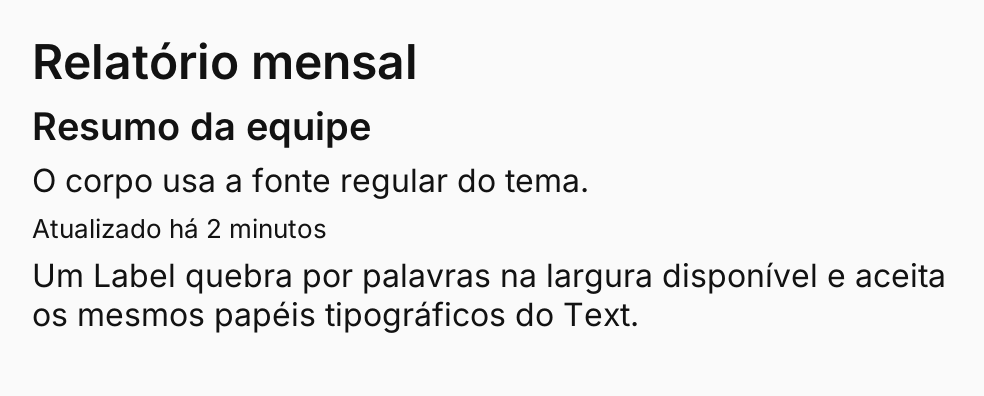 Relatório mensal
Resumo da equipe
O corpo usa a fonte regular do tema.
Atualizado há 2 minutos
Um Label quebra por palavras na largura disponível e aceita
os mesmos papéis tipográficos do Text.